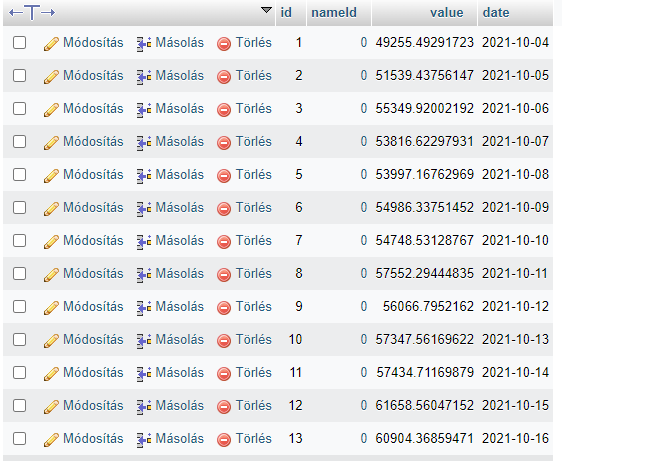 id nameId value date
Módosítás Másolás Törlés 1 0 49255.49291723 2021-10-04
Módosítás Másolás Törlés 2 0 51539.43756147 2021-10-05
Módosítás Másolás Törlés 3 0 55349.92002192 2021-10-06
Módosítás Másolás Törlés 4 0 53816.62297931 2021-10-07
Módosítás Másolás Törlés 5 0 53997.16762969 2021-10-08
Módosítás Másolás Törlés 6 0 54986.33751452 2021-10-09
Módosítás Másolás Törlés 7 0 54748.53128767 2021-10-10
Módosítás Másolás Törlés 8 0 57552.29444835 2021-10-11
Módosítás Másolás Törlés 9 0 56066.7952162 2021-10-12
Módosítás Másolás Törlés 10 0 57347.56169622 2021-10-13
Módosítás Másolás Törlés 11 0 57434.71169879 2021-10-14
Módosítás Másolás Törlés 12 0 61658.56047152 2021-10-15
Módosítás Másolás Törlés 13 0 60904.36859471 2021-10-16